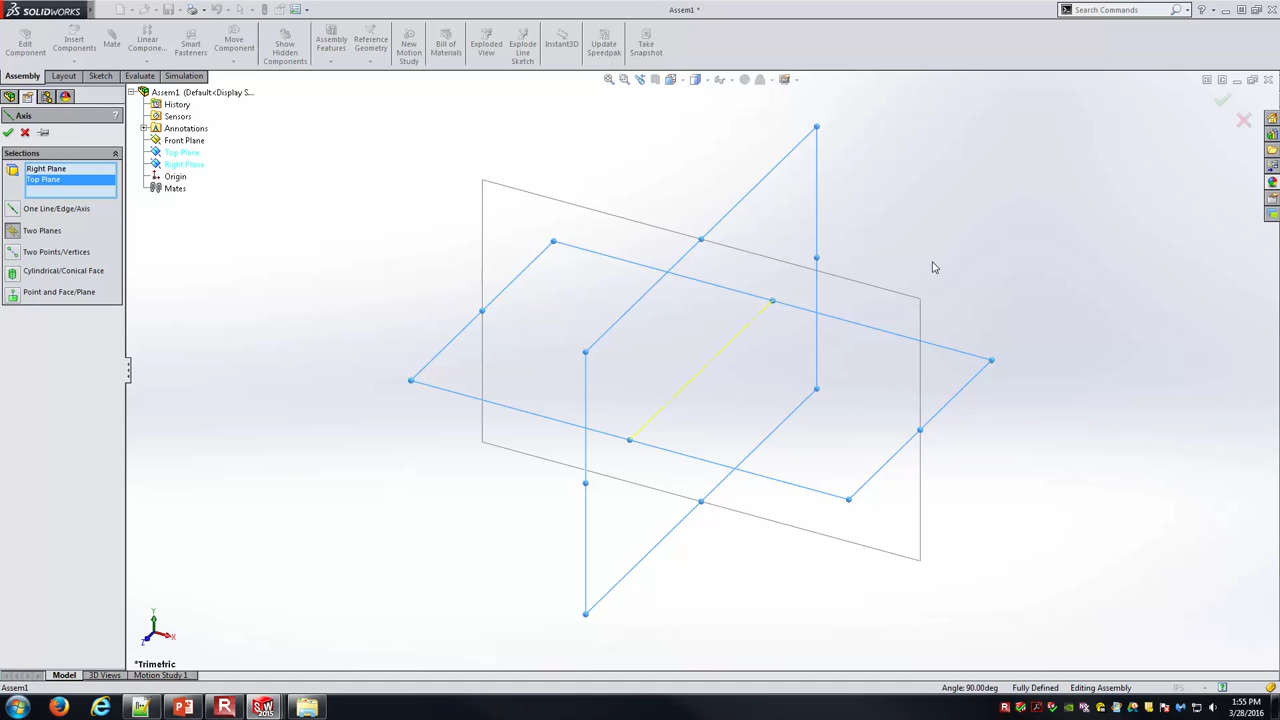 SOLIDWORKS
Assem1 *
Search Commands
Edit Component
Insert Components
Mate
Linear Compone...
Smart Fasteners
Move Component
Show Hidden Components
Assembly Features
Reference Geometry
New Motion Study
Bill of Materials
Exploded View
Explode Line Sketch
Instant3D
Update Speedpak
Take Snapshot
Assembly
Layout
Sketch
Evaluate
Simulation
Axis
?
Selections
Right Plane
Top Plane
One Line/Edge/Axis
Two Planes
Two Points/Vertices
Cylindrical/Conical Face
Point and Face/Plane
Assem1 (Default<Display S...
History
Sensors
Annotations
Front Plane
Top Plane
Right Plane
Origin
Mates
Y
X
Z
*Trimetric
Model
3D Views
Motion Study 1
Assem1
Angle: 90.00deg
Fully Defined
Editing Assembly
IPS
1:55 PM
3/28/2016